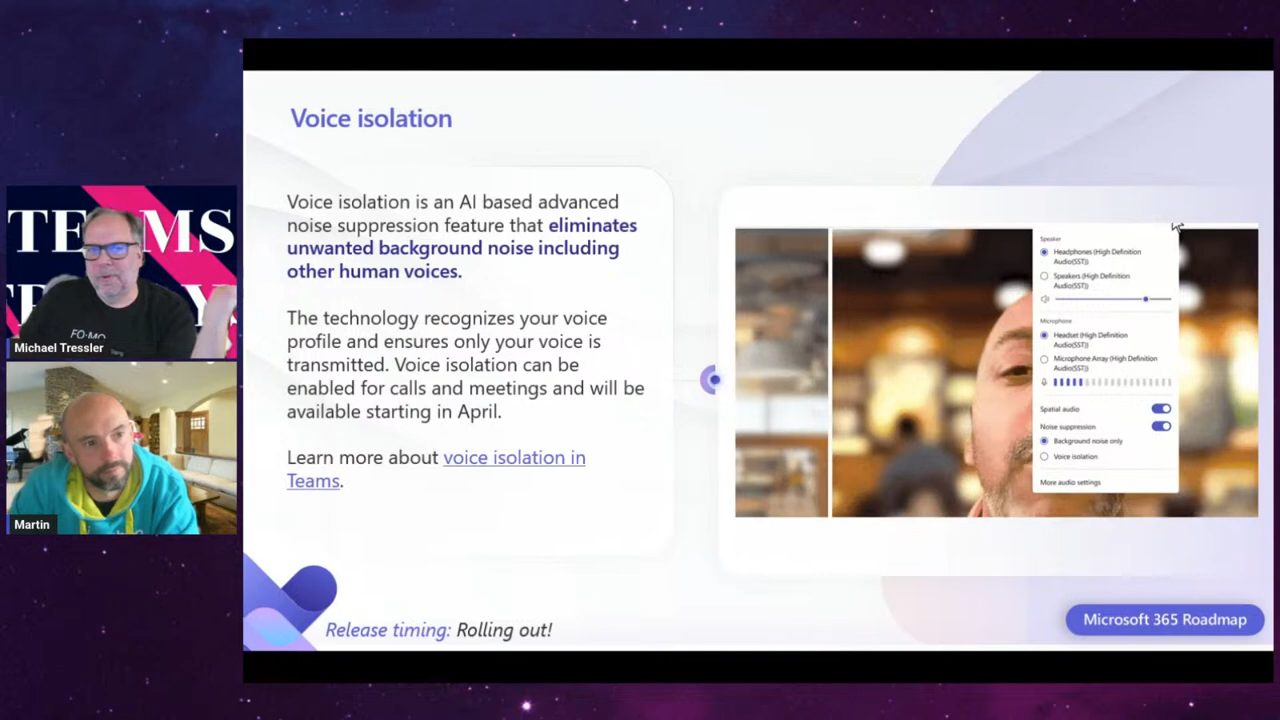 Voice isolation
Voice isolation is an AI based advanced
noise suppression feature that eliminates
unwanted background noise including
other human voices.
The technology recognizes your voice
profile and ensures only your voice is
transmitted. Voice isolation can be
enabled for calls and meetings and will be
available starting in April.
Learn more about voice isolation in
Teams.
Release timing: Rolling out!
Speaker
Headphones (High Definition
Audio(SST))
Speakers (High Definition
Audio(SST))
Microphone
Headset (High Definition
Audio(SST))
Microphone Array (High Definition
Audio(SST))
Spatial audio
Noise suppression
Background noise only
Voice isolation
More audio settings
Microsoft 365 Roadmap
Michael Tressler
Martin